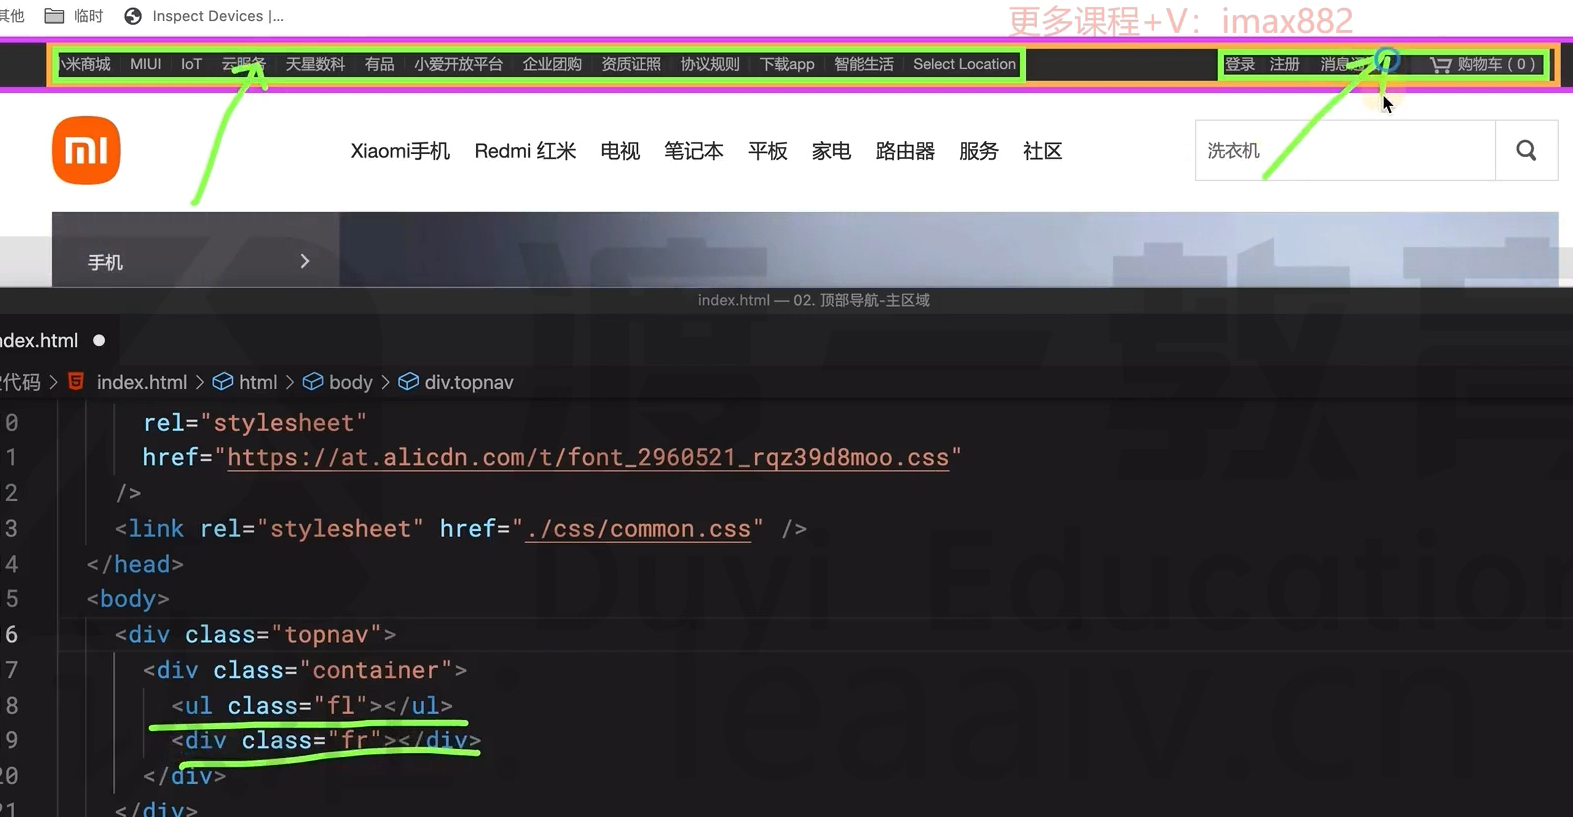 其他 临时 Inspect Devices |...
更多课程+V：imax882
小米商城 MIUI IoT 云服务 天星数科 有品 小爱开放平台 企业团购 资质证照 协议规则 下载app 智能生活 Select Location 登录 注册 消息通 购物车 ( 0 )
mi
Xiaomi手机 Redmi 红米 电视 笔记本 平板 家电 路由器 服务 社区 洗衣机
手机
index.html — 02. 顶部导航-主区域
ndex.html
代码 index.html html body div.topnav
0 rel="stylesheet"
1 href="https://at.alicdn.com/t/font_2960521_rqz39d8moo.css"
2 />
3 <link rel="stylesheet" href="./css/common.css" />
4 </head>
5 <body>
6 <div class="topnav">
7 <div class="container">
8 <ul class="fl"></ul>
9 <div class="fr"></div>
20 </div>
21 </div>
Duyi Education